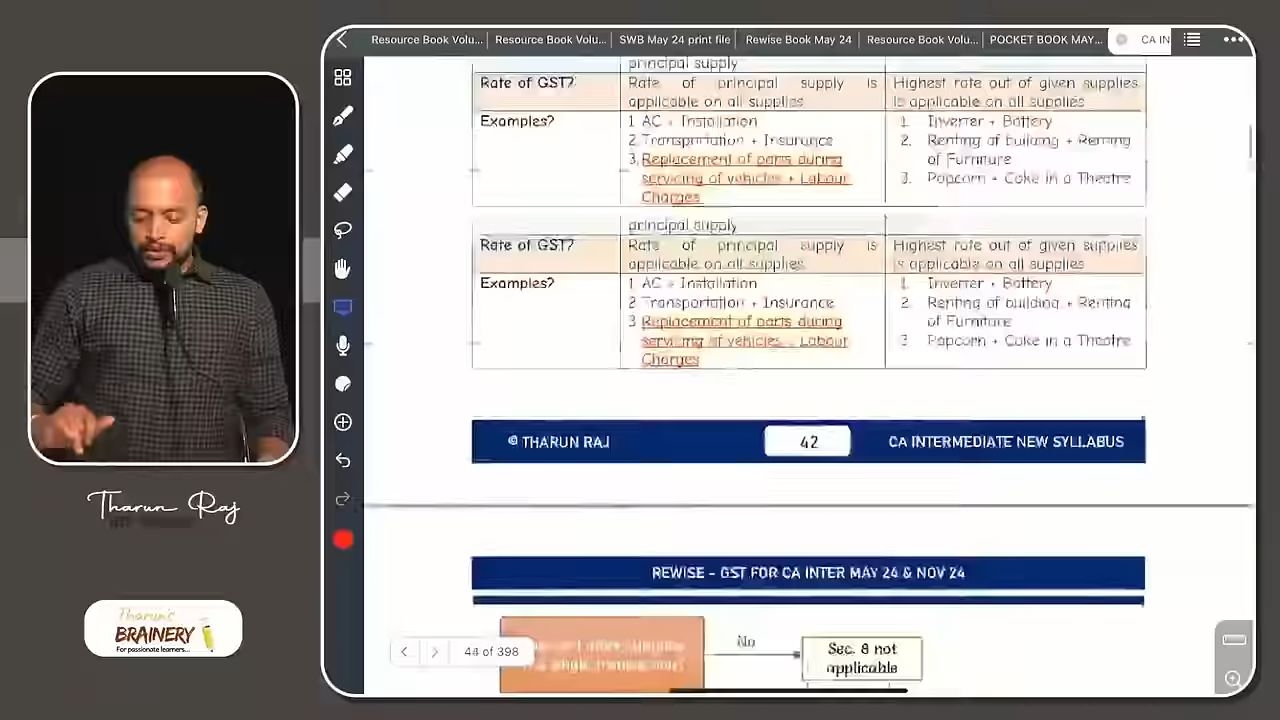 Resource Book Volu...
Resource Book Volu...
SWB May 24 print file
Rewise Book May 24
Resource Book Volu...
POCKET BOOK MAY...
CA IN
principal supply
Rate of GST?
Rate of principal supply is
applicable on all supplies
Highest rate out of given supplies
is applicable on all supplies
Examples?
1 AC + Installation
2. Transportation + Insurance
3. Replacement of parts during
servicing of vehicles + Labour
Charges
1. Inverter + Battery
2. Renting of building + Renting
of Furniture
3. Popcorn + Coke in a Theatre
principal supply
Rate of GST?
Rate of principal supply is
applicable on all supplies
Highest rate out of given supplies
is applicable on all supplies
Examples?
1 AC + Installation
2 Transportation + Insurance
3 Replacement of parts during
servicing of vehicles + Labour
Charges
1. Inverter + Battery
2. Renting of building + Renting
of Furniture
3. Popcorn + Coke in a Theatre
© THARUN RAJ
42
CA INTERMEDIATE NEW SYLLABUS
REWISE – GST FOR CA INTER MAY 24 & NOV 24
No
Sec. 8 not
applicable
44 of 398
Tharun Raj
Tharun's
BRAINERY
For passionate learners...